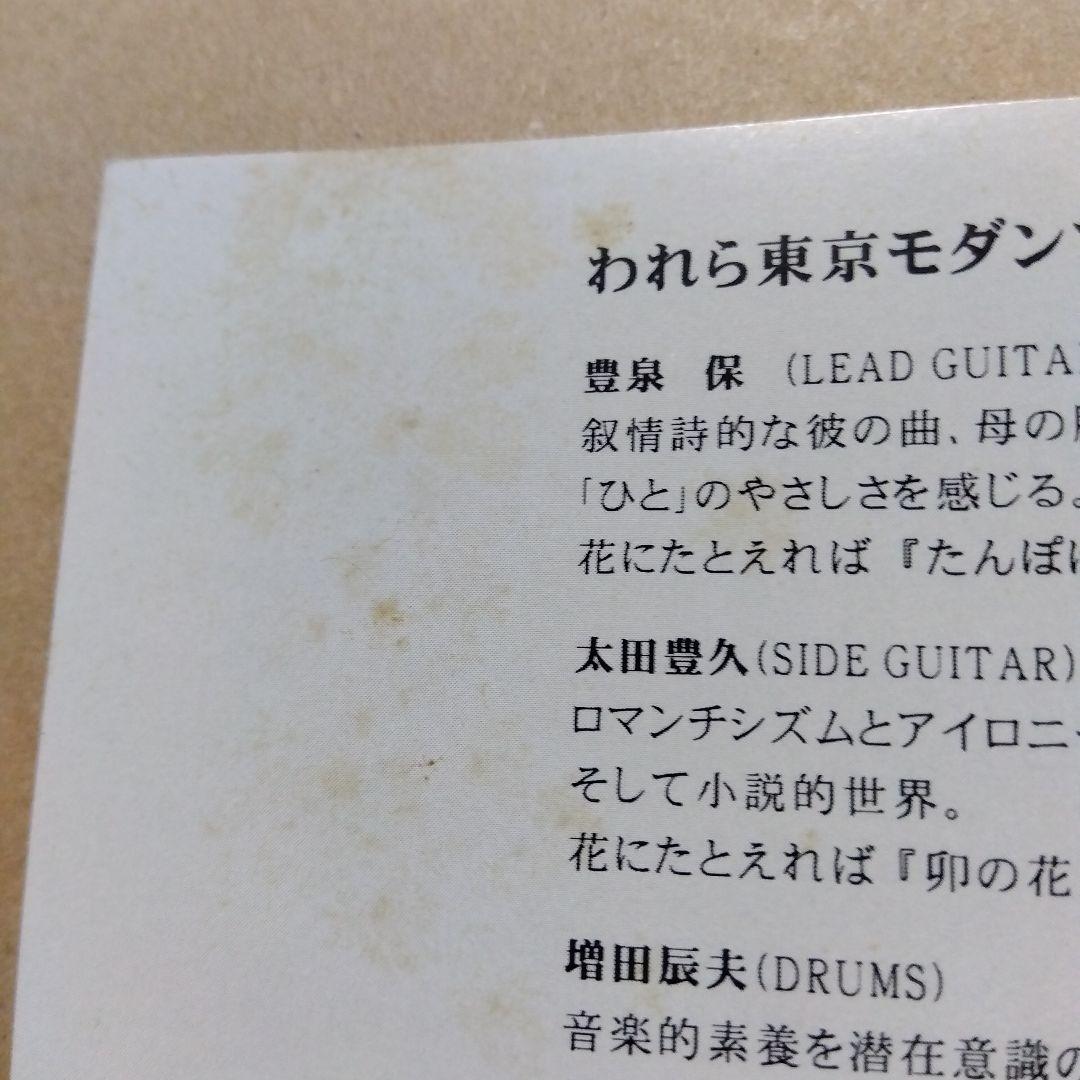 われら東京モダン
豊泉 保 (LEAD GUITAR
叙情詩的な彼の曲、母の
「ひと」のやさしさを感じる。
花にたとえれば『たんぽ
太田豊久(SIDE GUITAR)
ロマンチシズムとアイロニー
そして小説的世界。
花にたとえれば『卯の花
増田辰夫(DRUMS)
音楽的素養を潜在意識の